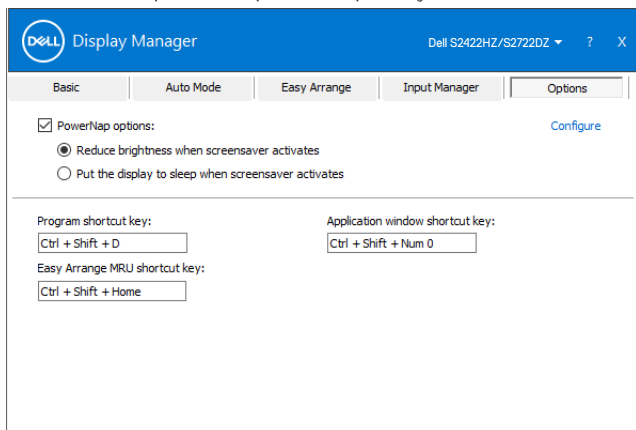 DELL Display Manager Dell S2422HZ/S2722DZ ? X
Basic Auto Mode Easy Arrange Input Manager Options
PowerNap options: Configure
Reduce brightness when screensaver activates
Put the display to sleep when screensaver activates
Program shortcut key: Application window shortcut key:
Ctrl + Shift + D Ctrl + Shift + Num 0
Easy Arrange MRU shortcut key:
Ctrl + Shift + Home